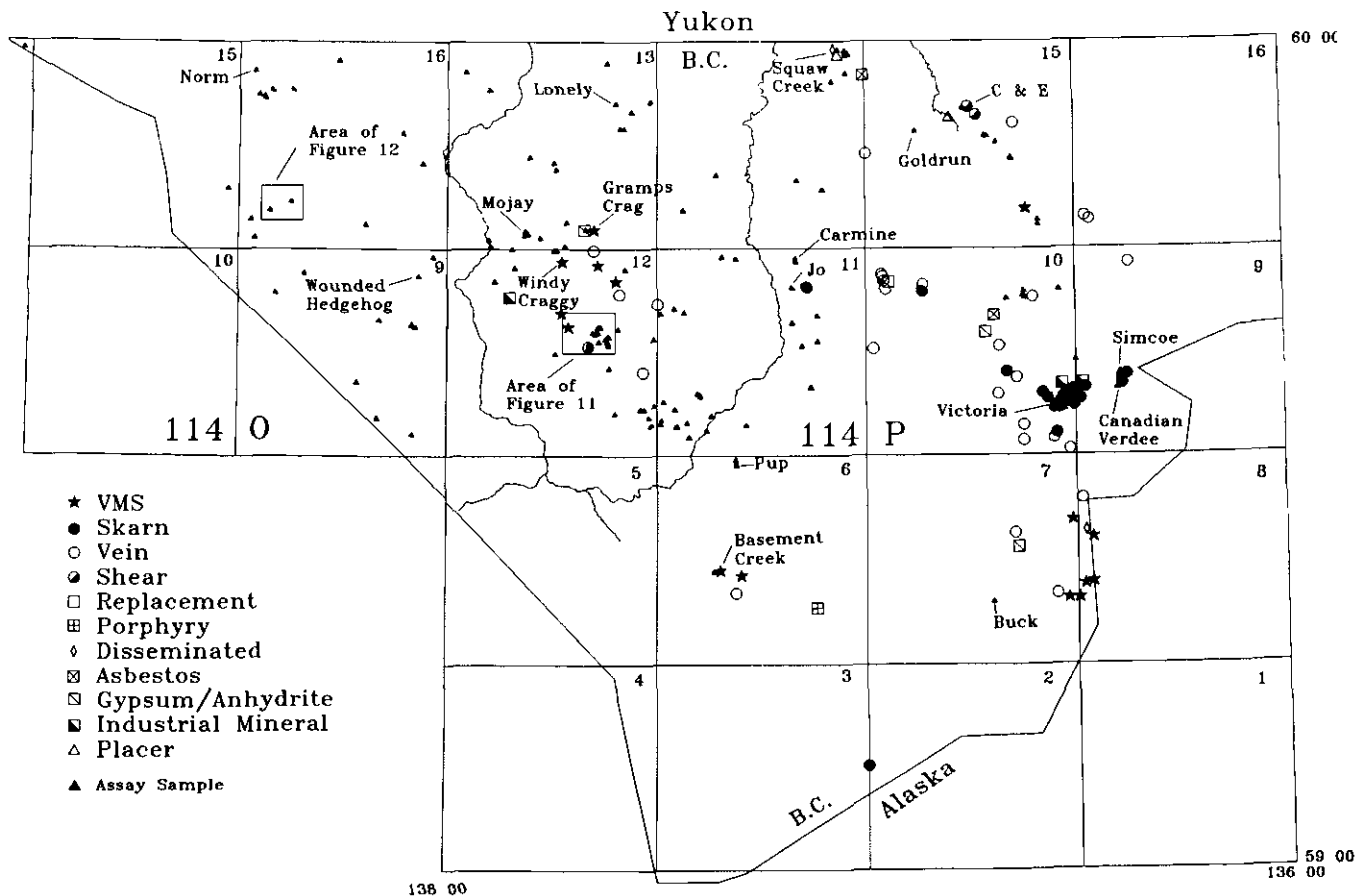 Yukon
15
16
13
B.C.
15
16
60 00
Norm
Lonely
Squaw
Creek
C & E
Area of
Figure 12
Goldrun
Gramps
Crag
Mojay
Carmine
10
9
12
11
10
9
Jo
Wounded
Hedgehog
Windy
Craggy
Simcoe
Area of
Figure 11
Victoria
Canadian
Verdee
114 O
114 P
5
Pup
6
7
8
VMS
Skarn
Vein
Shear
Replacement
Porphyry
Disseminated
Asbestos
Gypsum/Anhydrite
Industrial Mineral
Placer
Assay Sample
Basement
Creek
Buck
4
3
2
1
B.C.
Alaska
59 00
138 00
136 00